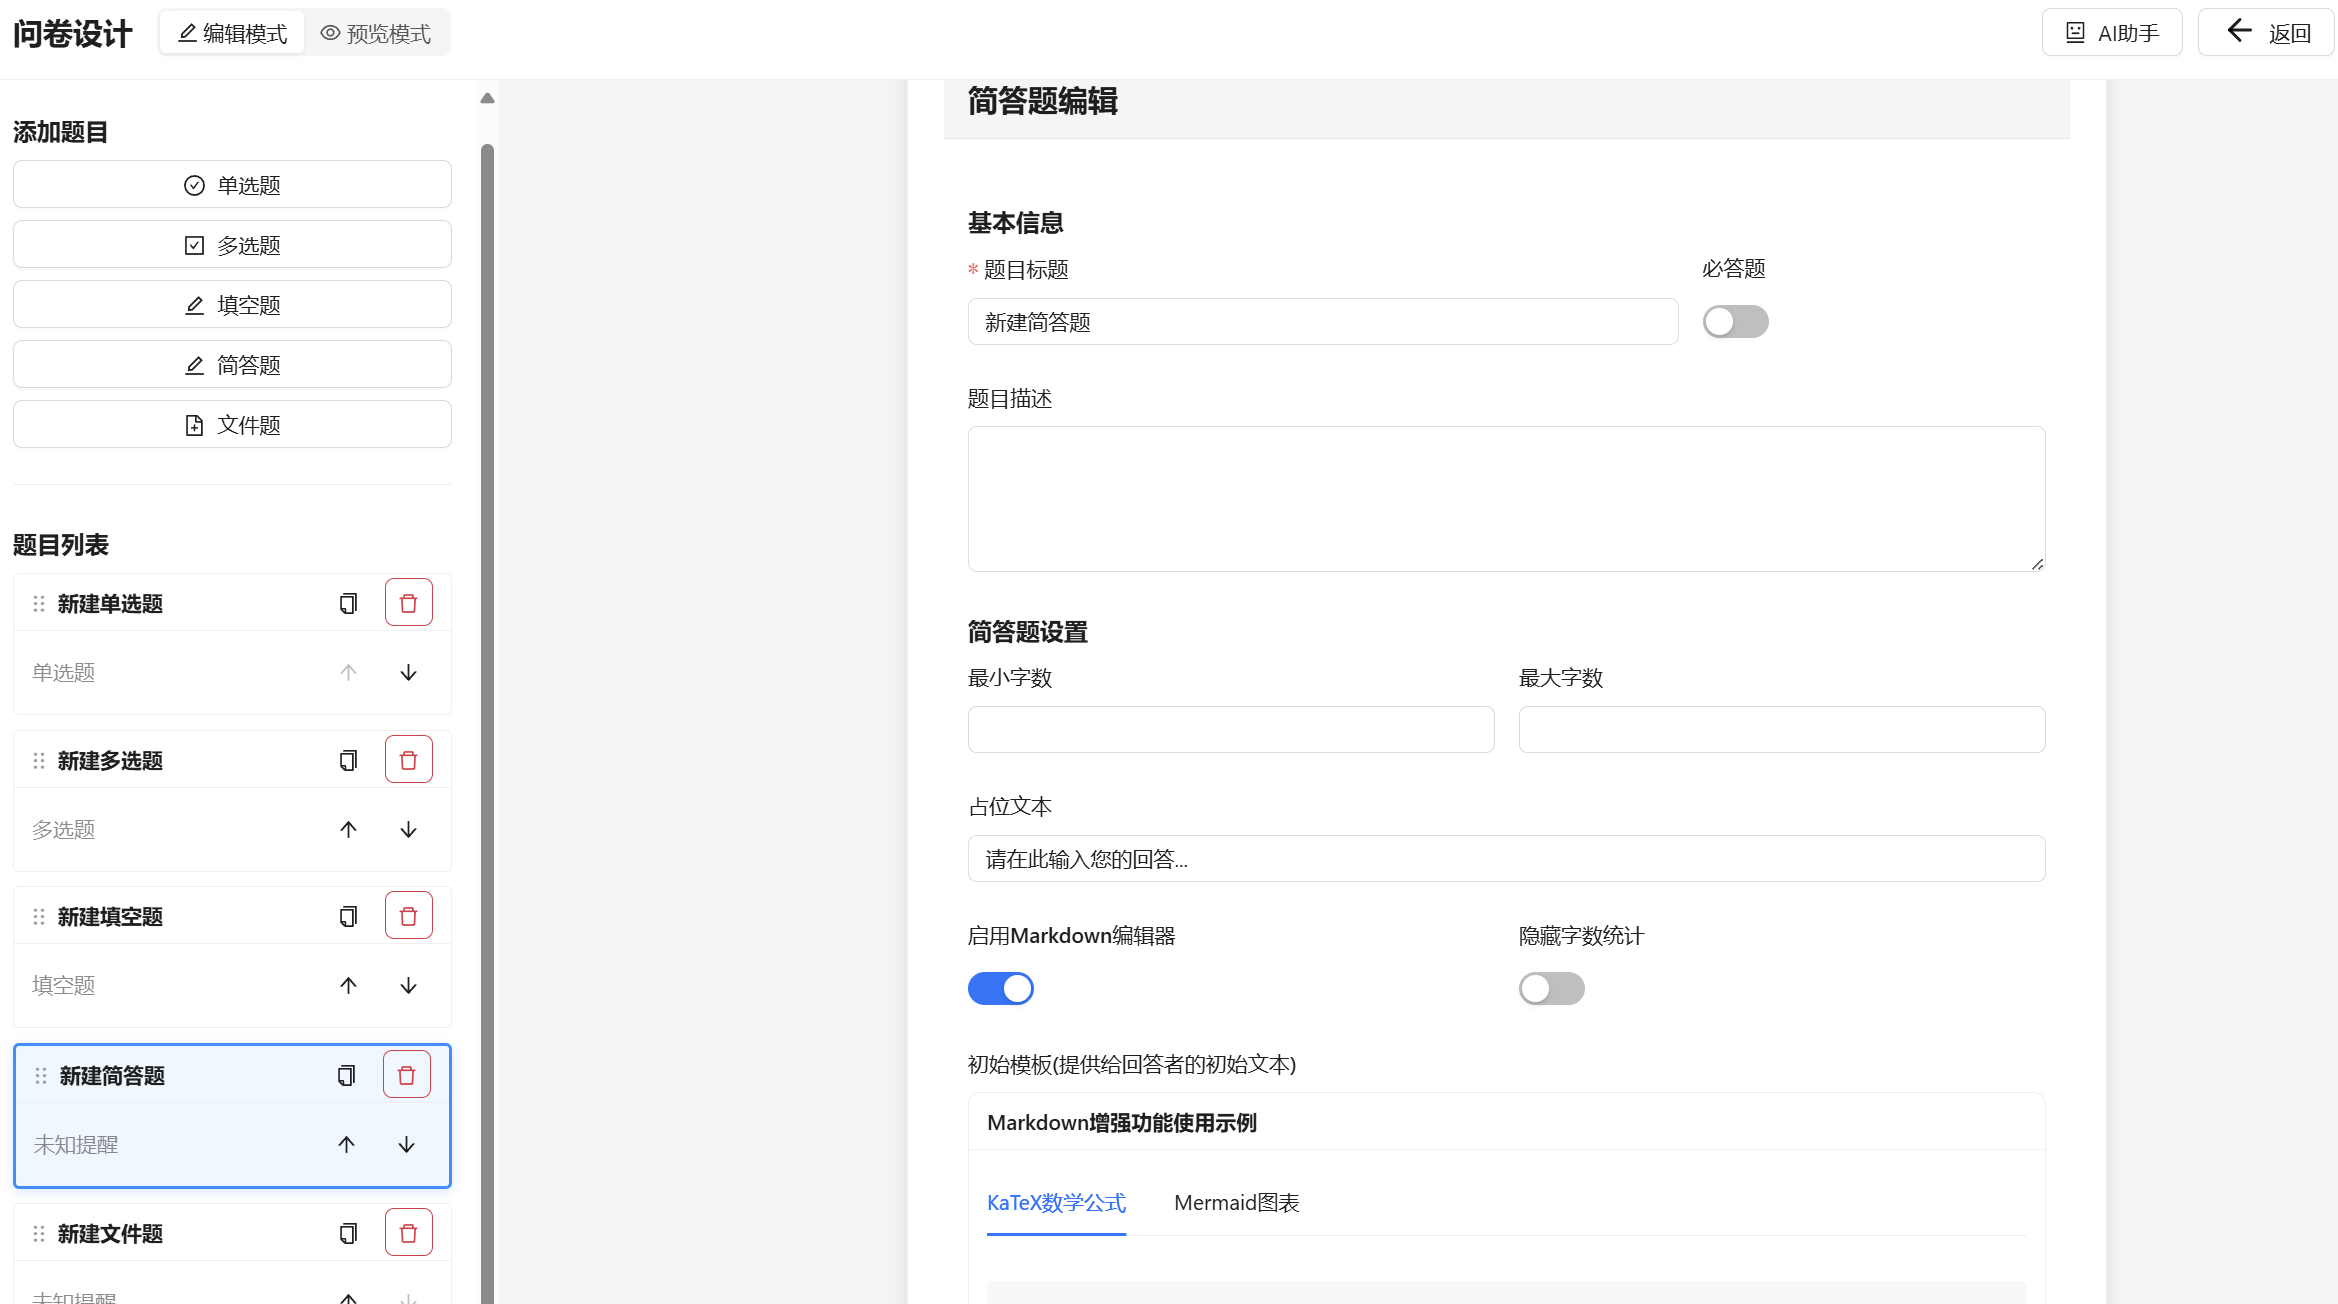 问卷设计
编辑模式
预览模式
AI助手
返回
添加题目
单选题
多选题
填空题
简答题
文件题
题目列表
新建单选题
单选题
新建多选题
多选题
新建填空题
填空题
新建简答题
未知提醒
新建文件题
未知提醒
简答题编辑
基本信息
* 题目标题
必答题
新建简答题
题目描述
简答题设置
最小字数
最大字数
占位文本
请在此输入您的回答...
启用Markdown编辑器
隐藏字数统计
初始模板(提供给回答者的初始文本)
Markdown增强功能使用示例
KaTeX数学公式
Mermaid图表